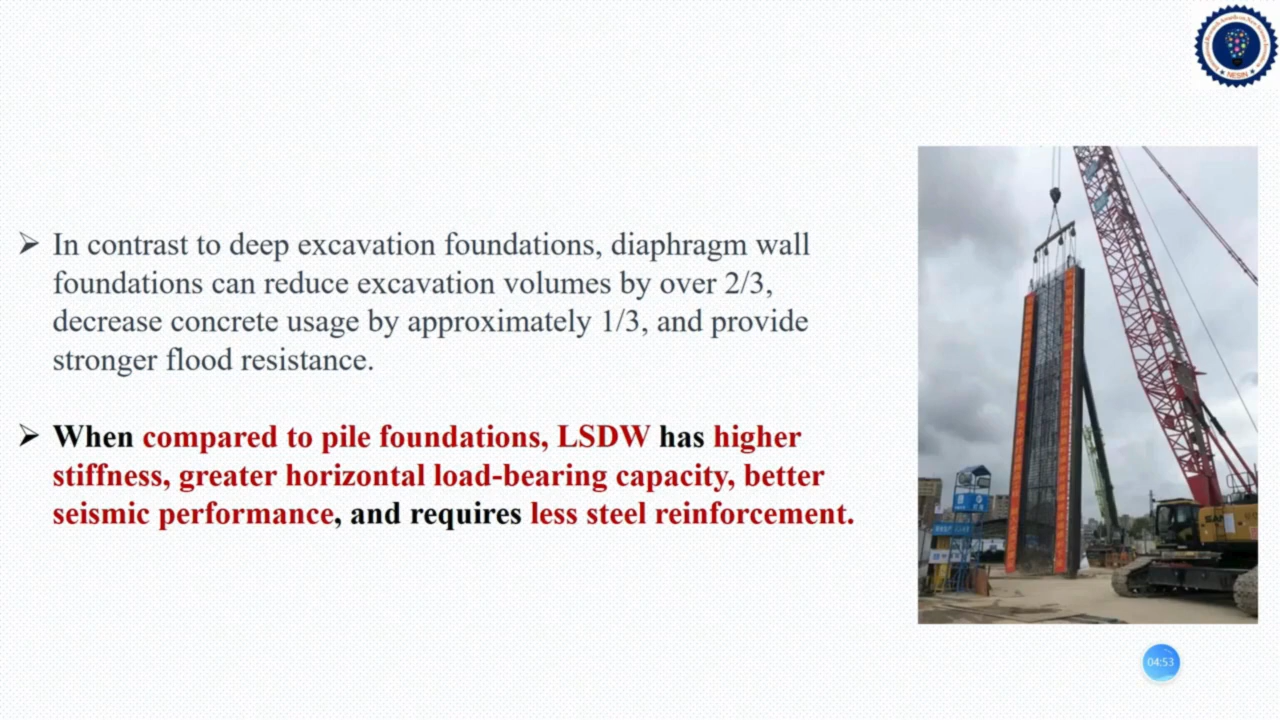 ➢ In contrast to deep excavation foundations, diaphragm wall
foundations can reduce excavation volumes by over 2/3,
decrease concrete usage by approximately 1/3, and provide
stronger flood resistance.
➢ When compared to pile foundations, LSDW has higher
stiffness, greater horizontal load-bearing capacity, better
seismic performance, and requires less steel reinforcement.
NESIN
SANY
04:53